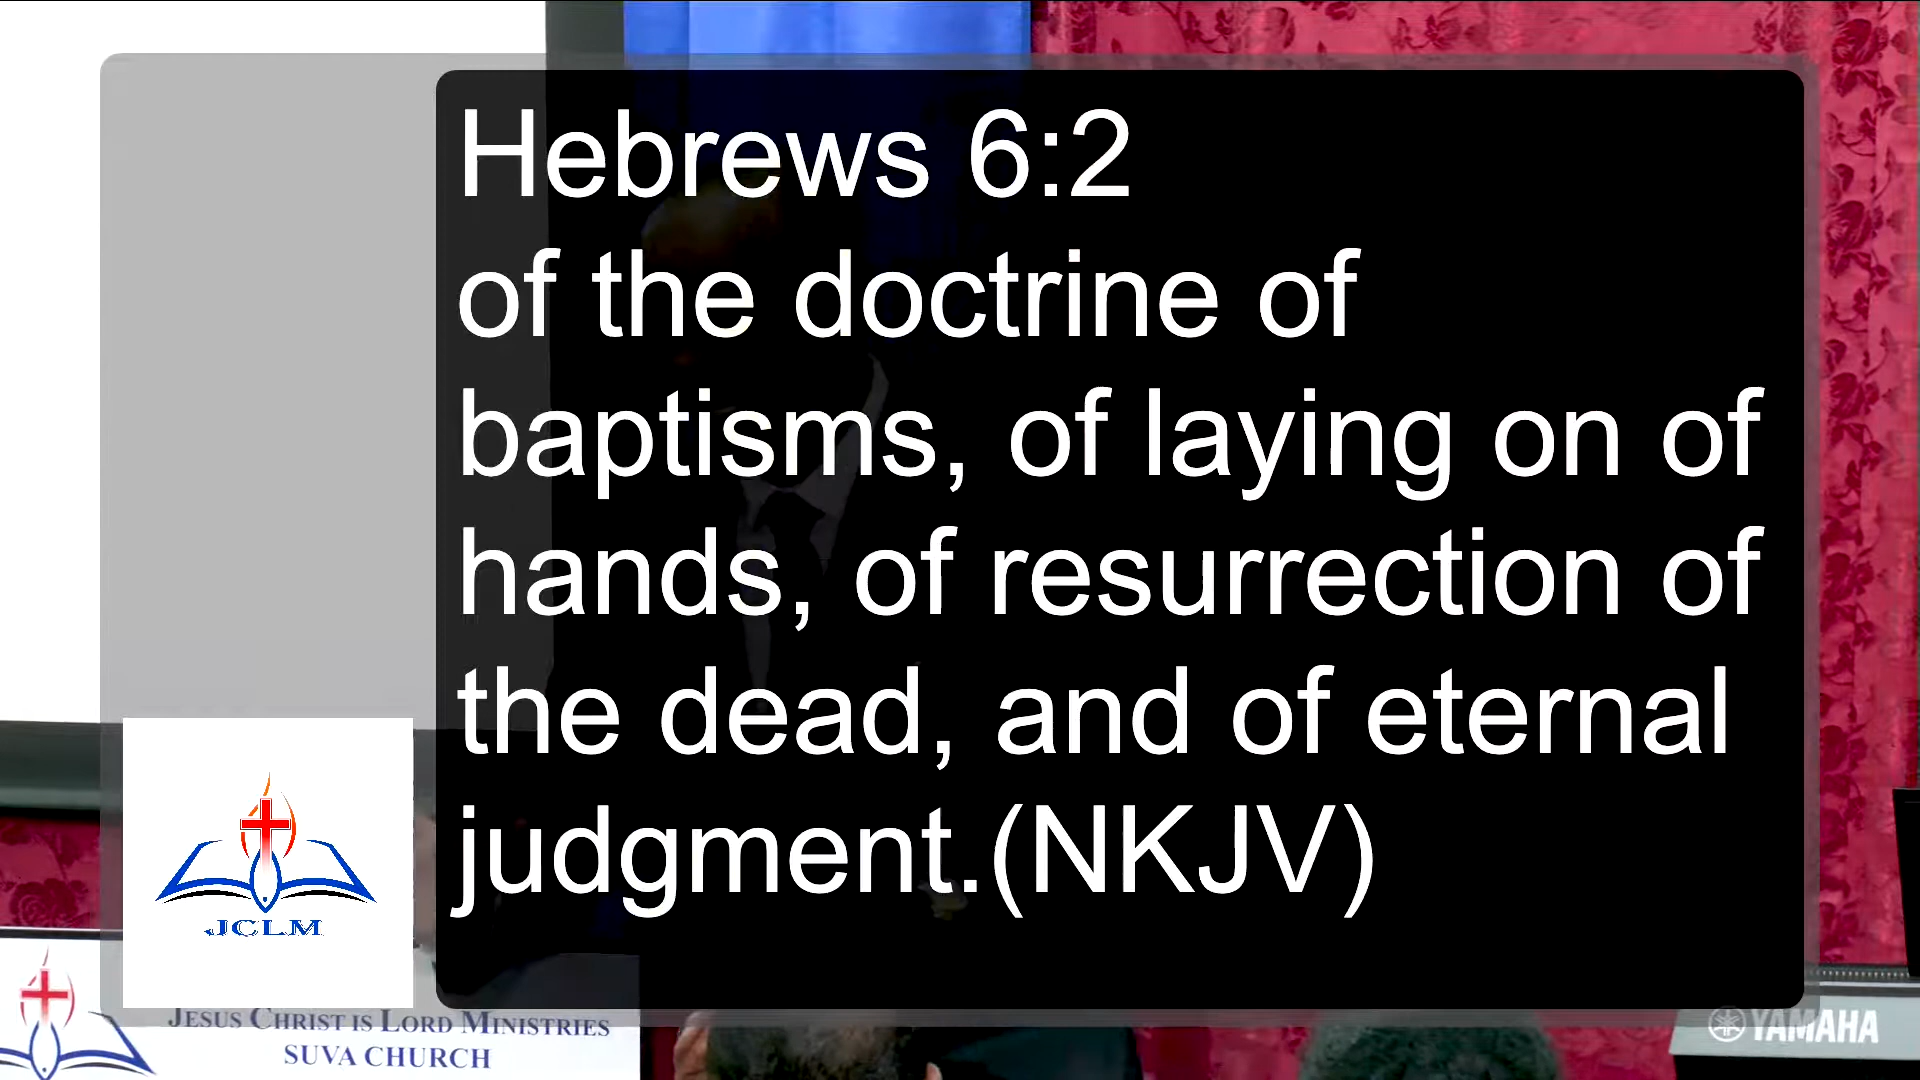 Hebrews 6:2
of the doctrine of
baptisms, of laying on of
hands, of resurrection of
the dead, and of eternal
judgment.(NKJV)
JCLM
JESUS CHRIST IS LORD MINISTRIES
SUVA CHURCH
YAMAHA